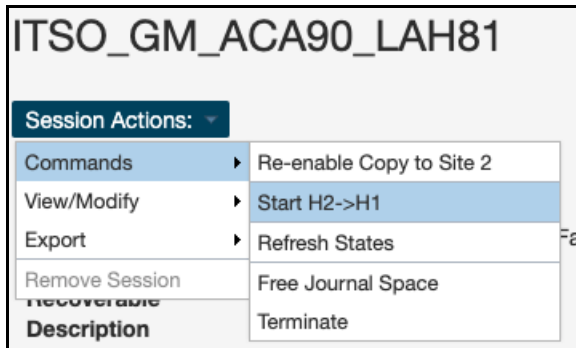 ITSO_GM_ACA90_LAH81
Session Actions:
Commands
Re-enable Copy to Site 2
View/Modify
Start H2->H1
Export
Refresh States
Remove Session
Free Journal Space
Recoverable
Terminate
Description